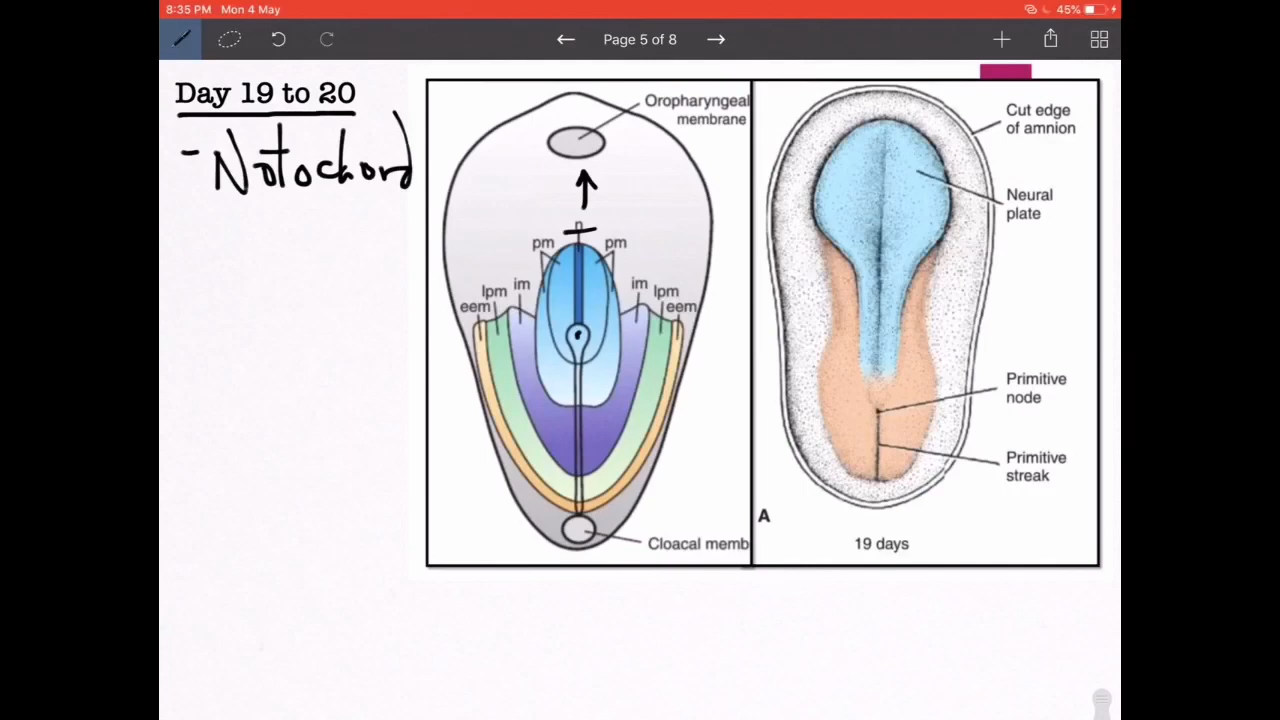 8:35 PM Mon 4 May
45%
Page 5 of 8
Day 19 to 20
- Notochord
Oropharyngeal
membrane
n
pm pm
im im
lpm lpm
eem eem
Cloacal memb
Cut edge
of amnion
Neural
plate
Primitive
node
Primitive
streak
A
19 days